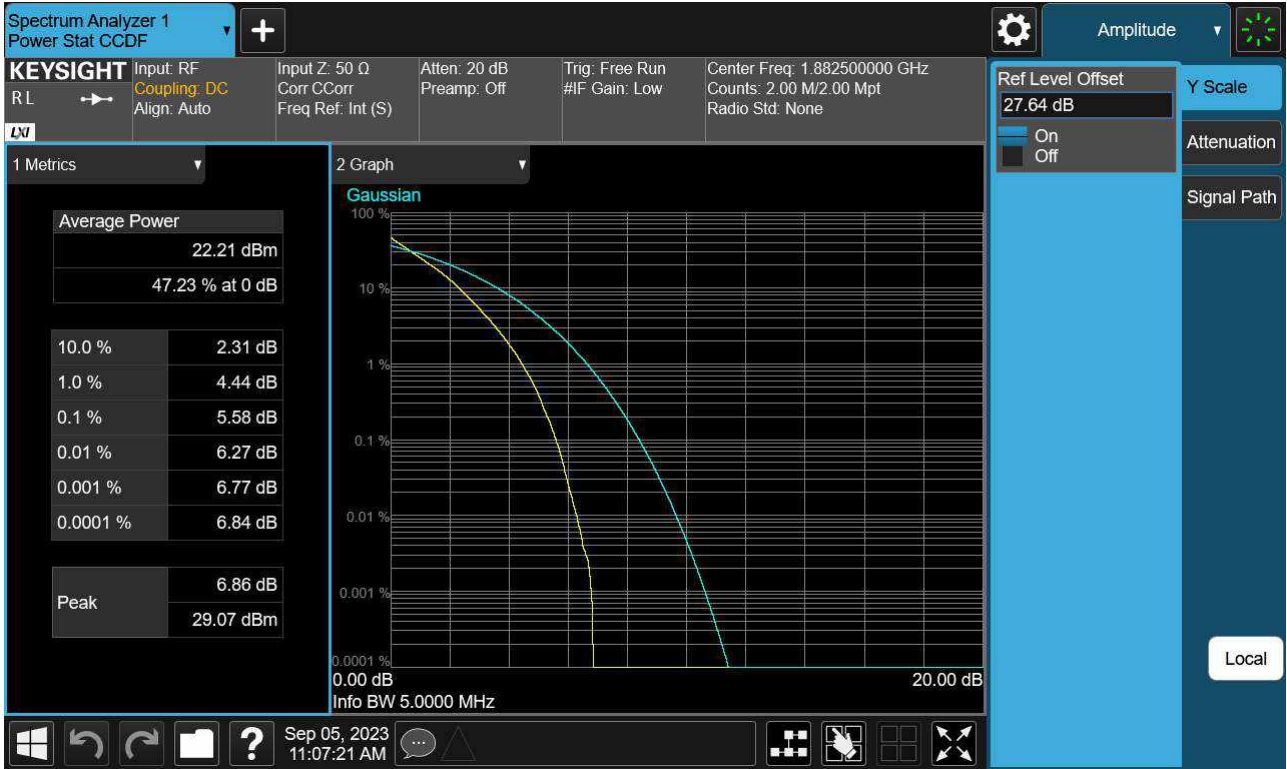 Spectrum Analyzer 1
Power Stat CCDF
Amplitude
KEYSIGHT
R L
LXI
Input: RF
Coupling: DC
Align: Auto
Input Z: 50 Ω
Corr CCorr
Freq Ref: Int (S)
Atten: 20 dB
Preamp: Off
Trig: Free Run
#IF Gain: Low
Center Freq: 1.882500000 GHz
Counts: 2.00 M/2.00 Mpt
Radio Std: None
Ref Level Offset
27.64 dB
On
Off
Y Scale
Attenuation
Signal Path
1 Metrics
Average Power
22.21 dBm
47.23 % at 0 dB
10.0 % 2.31 dB
1.0 % 4.44 dB
0.1 % 5.58 dB
0.01 % 6.27 dB
0.001 % 6.77 dB
0.0001 % 6.84 dB
Peak
6.86 dB
29.07 dBm
2 Graph
Gaussian
100 %
10 %
1 %
0.1 %
0.01 %
0.001 %
0.0001 %
0.00 dB 20.00 dB
Info BW 5.0000 MHz
Local
?
Sep 05, 2023
11:07:21 AM